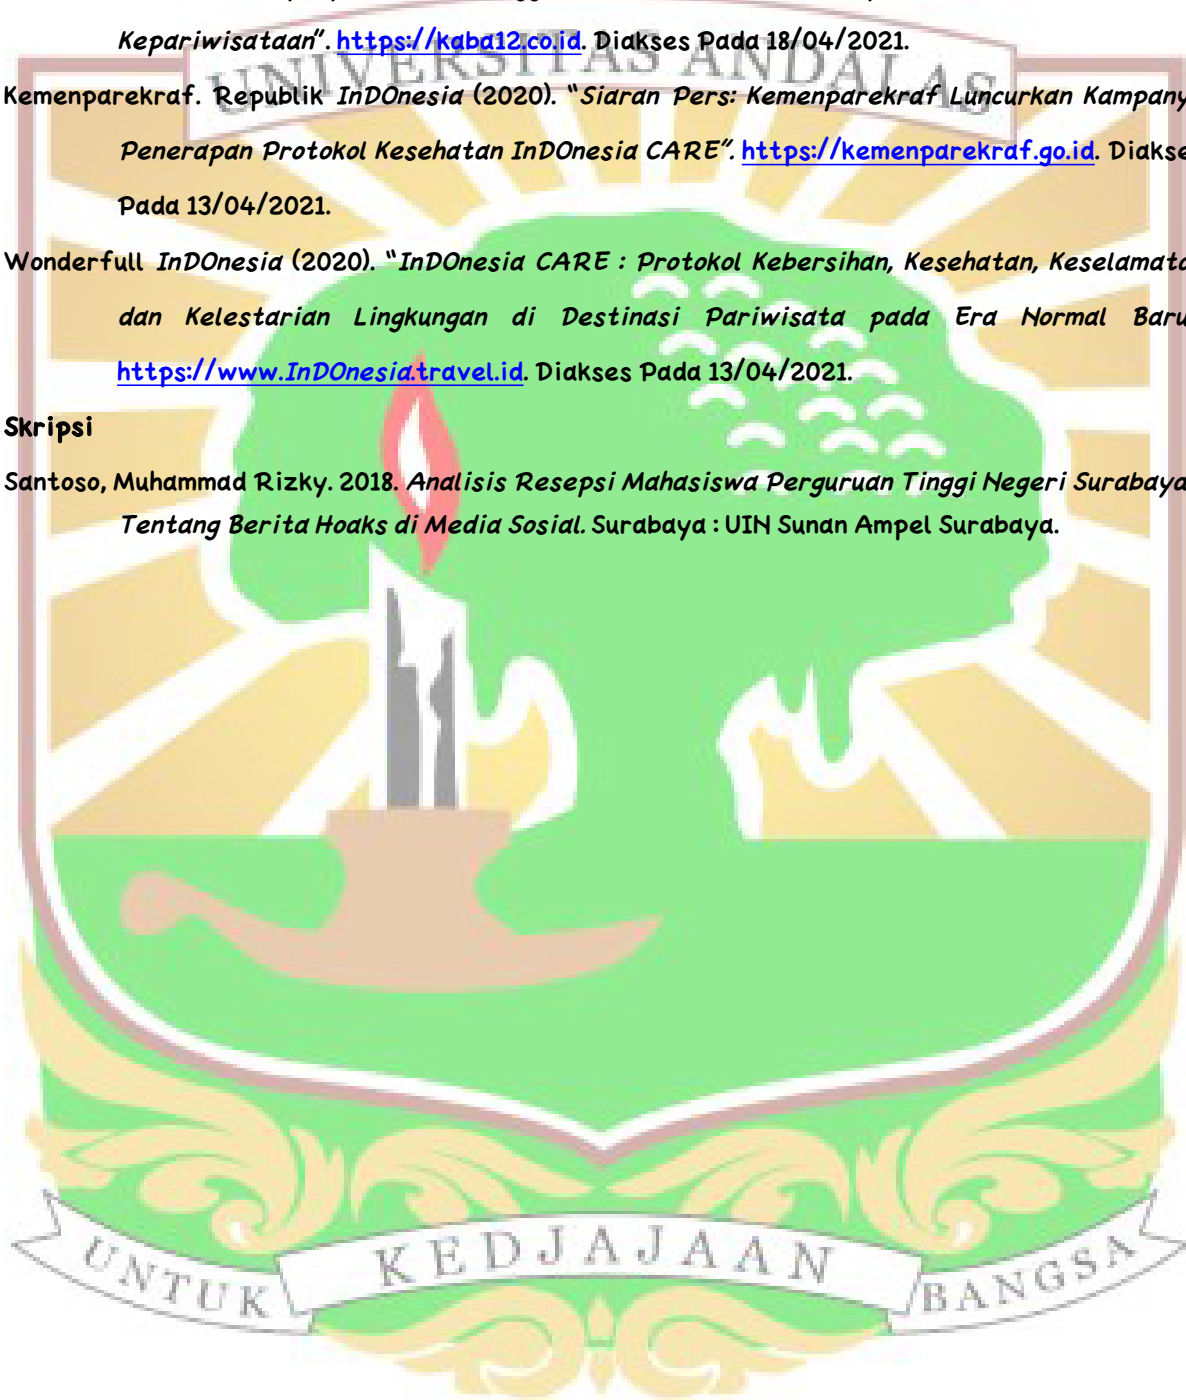 Kepariwisataan". https://kaba12.co.id. Diakses Pada 18/04/2021.
UNIVERSITAS ANDALAS
Kemenparekraf. Republik InDOnesia (2020). "Siaran Pers: Kemenparekraf Luncurkan Kampany
Penerapan Protokol Kesehatan InDOnesia CARE". https://kemenparekraf.go.id. Diakse
Pada 13/04/2021.
Wonderfull InDOnesia (2020). "InDOnesia CARE : Protokol Kebersihan, Kesehatan, Keselamata
dan Kelestarian Lingkungan di Destinasi Pariwisata pada Era Normal Baru
https://www.InDOnesia.travel.id. Diakses Pada 13/04/2021.
Skripsi
Santoso, Muhammad Rizky. 2018. Analisis Resepsi Mahasiswa Perguruan Tinggi Negeri Surabaya
Tentang Berita Hoaks di Media Sosial. Surabaya : UIN Sunan Ampel Surabaya.
UNTUK KEDJAJAAN BANGSA